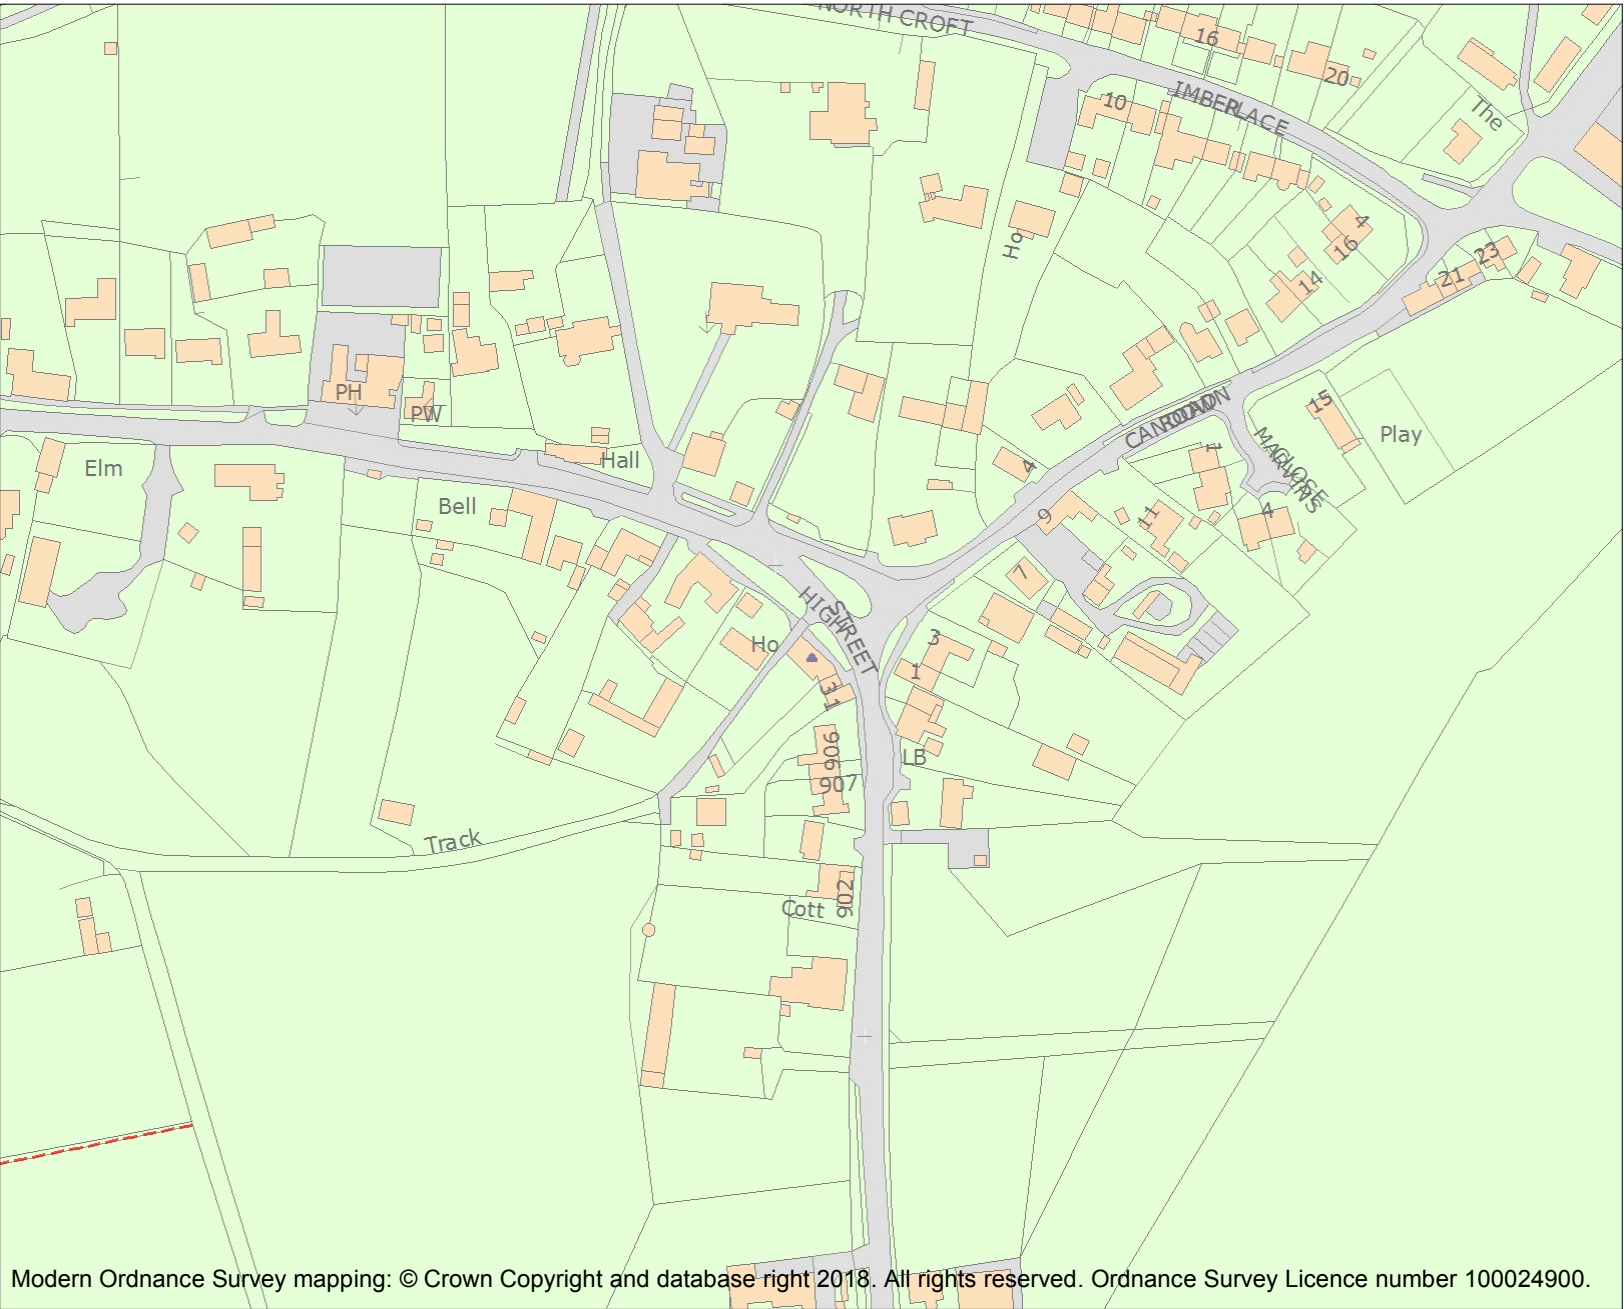 NORTH CROFT
16
20
10
IMBER PLACE
The
4
16
Ho
14
21
23
PH
PW
15
Play
CANDOWN ROAD
1
MARVINS
CLOSE
Elm
Hall
Bell
4
4
9
11
7
HIGH STREET
Ho
3
1
31
906
907
LB
Track
902
Cott
Modern Ordnance Survey mapping: © Crown Copyright and database right 2018. All rights reserved. Ordnance Survey Licence number 100024900.